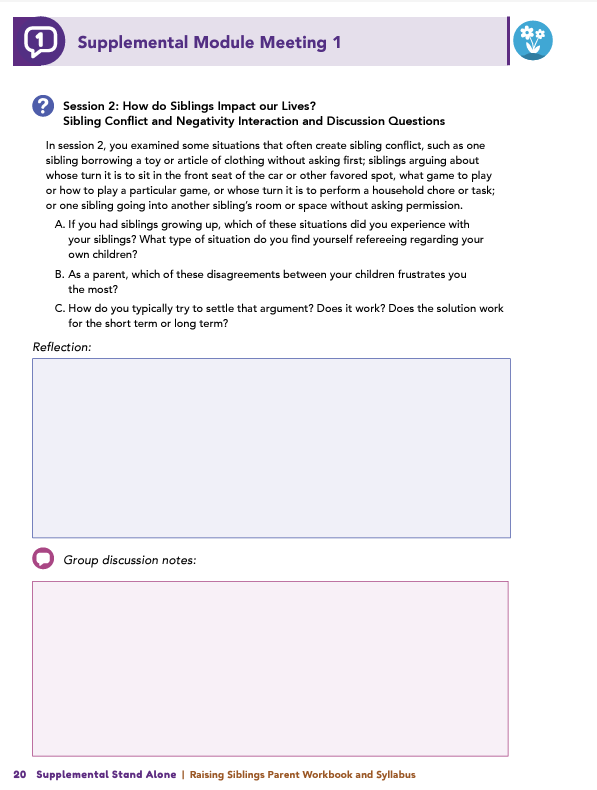 1
Supplemental Module Meeting 1
?
Session 2: How do Siblings Impact our Lives?
Sibling Conflict and Negativity Interaction and Discussion Questions
In session 2, you examined some situations that often create sibling conflict, such as one
sibling borrowing a toy or article of clothing without asking first; siblings arguing about
whose turn it is to sit in the front seat of the car or other favored spot, what game to play
or how to play a particular game, or whose turn it is to perform a household chore or task;
or one sibling going into another sibling's room or space without asking permission.
A. If you had siblings growing up, which of these situations did you experience with
your siblings? What type of situation do you find yourself refereeing regarding your
own children?
B. As a parent, which of these disagreements between your children frustrates you
the most?
C. How do you typically try to settle that argument? Does it work? Does the solution work
for the short term or long term?
Reflection:
Group discussion notes:
20 Supplemental Stand Alone | Raising Siblings Parent Workbook and Syllabus